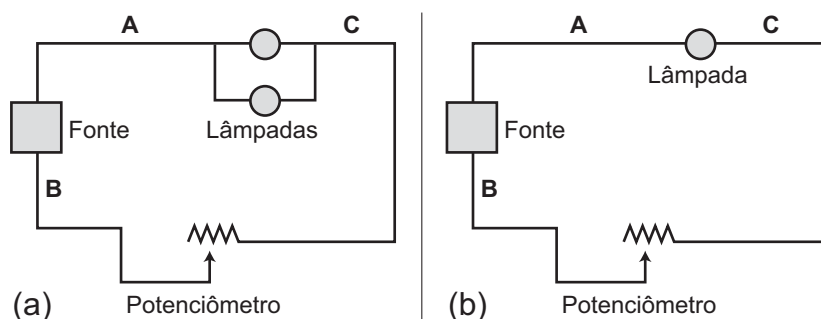 A
C
Fonte
Lâmpadas
B
(a)
Potenciômetro
A
C
Lâmpada
Fonte
B
(b)
Potenciômetro